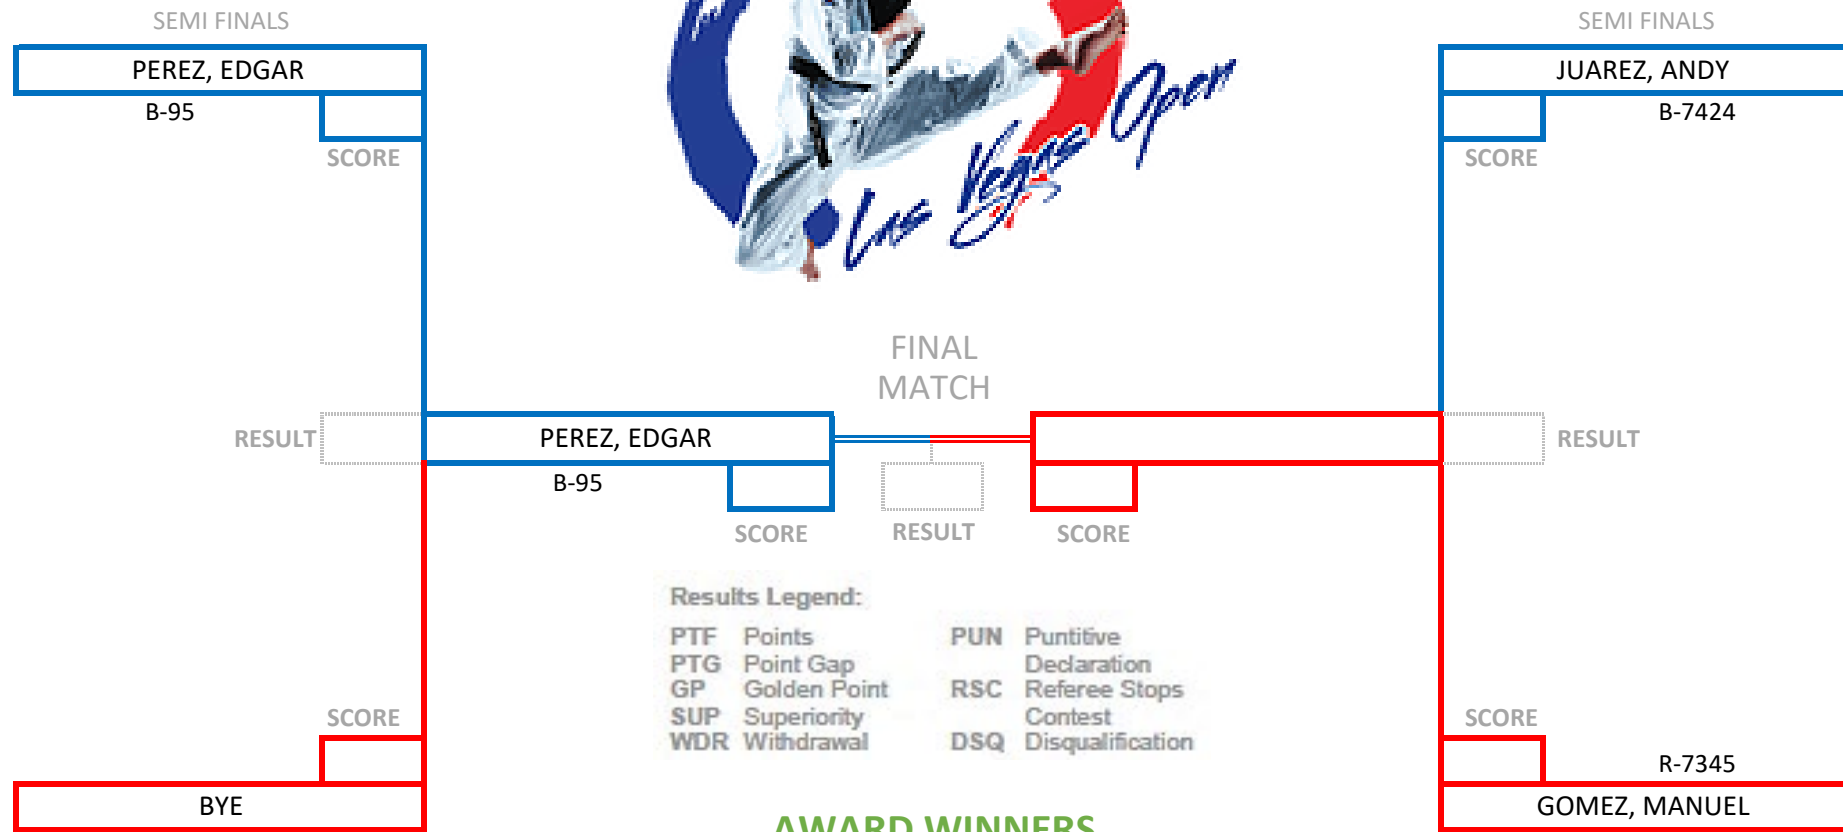 SEMI FINALS
SEMI FINALS
PEREZ, EDGAR
JUAREZ, ANDY
B-95
B-7424
SCORE
SCORE
Las Vegas Open
FINAL
MATCH
RESULT
PEREZ, EDGAR
RESULT
B-95
SCORE
RESULT
SCORE
Results Legend:
PTF Points
PTG Point Gap
GP Golden Point
SUP Superiority
WDR Withdrawal
PUN Puntitive
Declaration
RSC Referee Stops
Contest
DSQ Disqualification
SCORE
SCORE
R-7345
BYE
GOMEZ, MANUEL
AWARD WINNERS